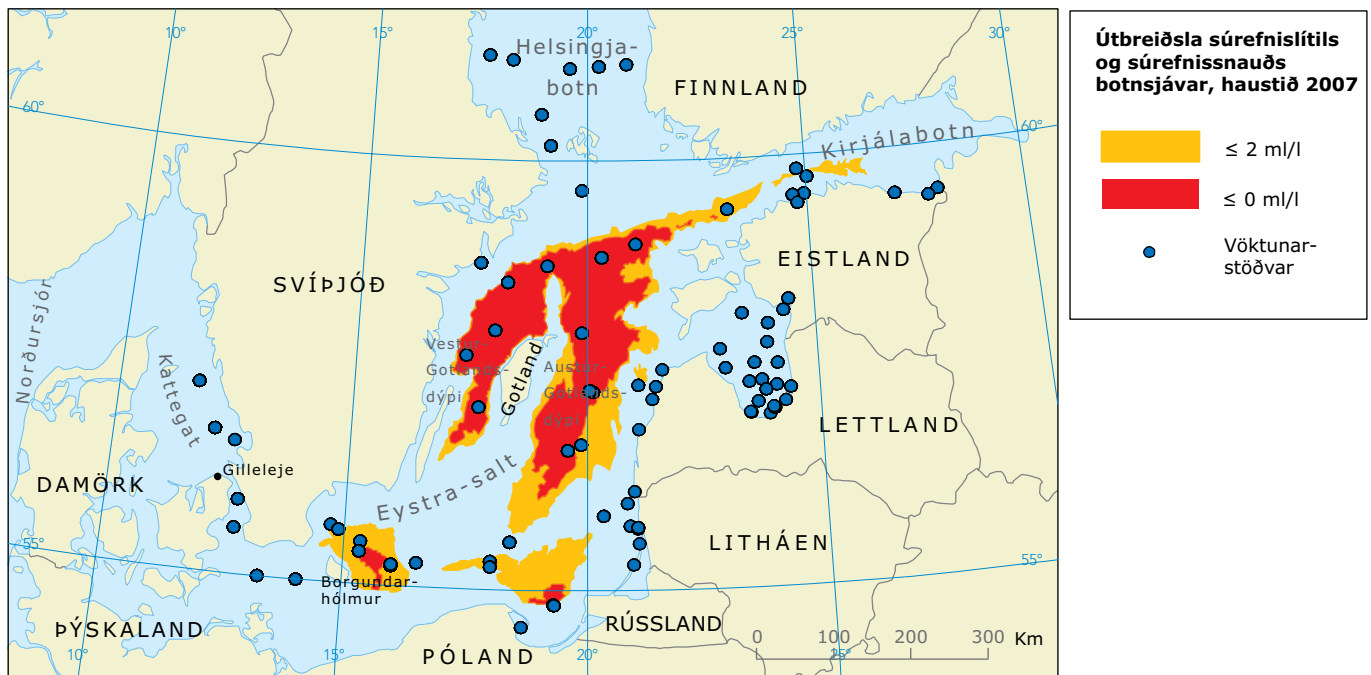 10°
15°
20°
25°
30°
Helsingja-
botn
FINNLAND
60°
60°
Kirjálabotn
SVÍÞJÓÐ
EISTLAND
Norðursjór
Kattegat
Vestur-
Gotlands-
dýpi
Gotland
Austur-
Gotlands-
dýpi
LETTLAND
Gilleleje
DAMÖRK
Eystra-salt
LITHÁEN
55°
55°
Borgundar-
hólmur
ÞÝSKALAND
RÚSSLAND
PÓLAND
0 100 200 300 Km
10°
15°
20°
25°
Útbreiðsla súrefnislítils
og súrefnissnauðs
botnsjávar, haustið 2007
≤ 2 ml/l
≤ 0 ml/l
Vöktunar-
stöðvar